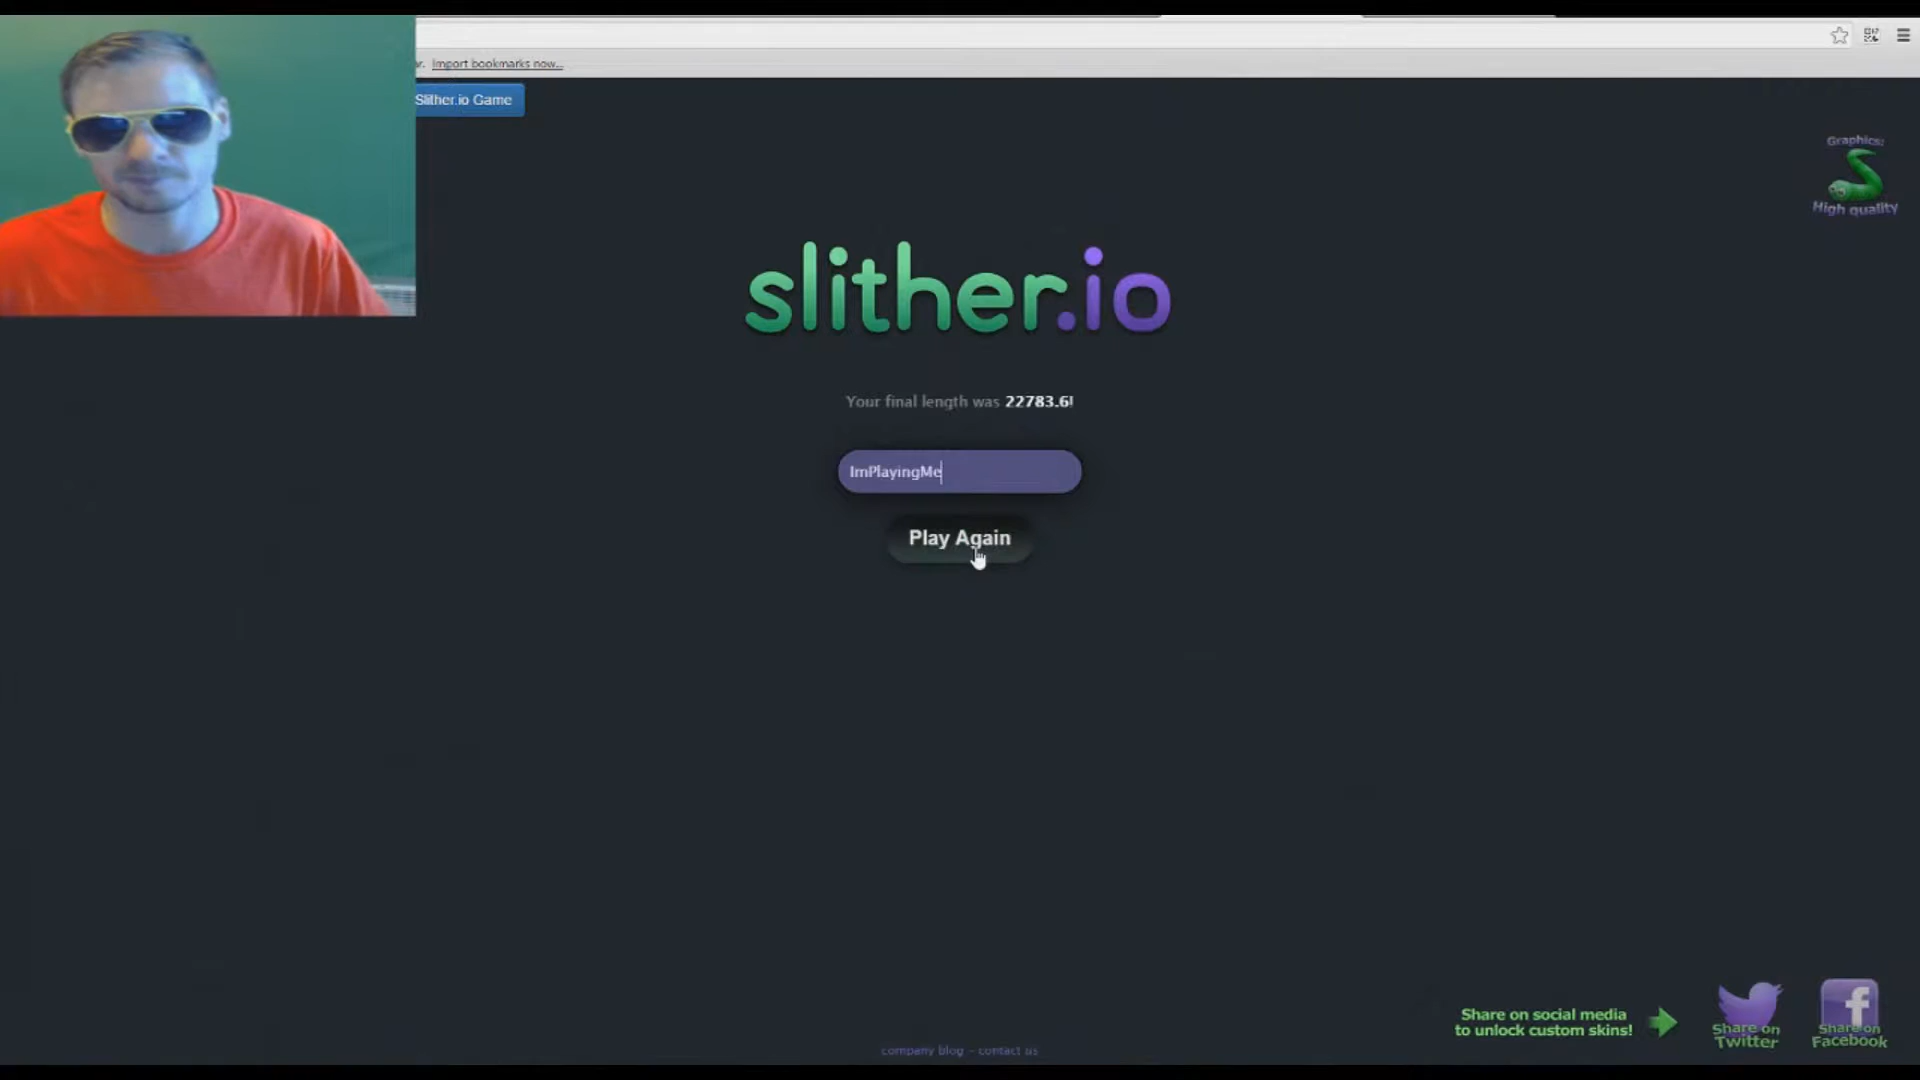 r. Import bookmarks now...
Slither.io Game
Graphics:
High quality
slither.io
Your final length was 22783.6!
ImPlayingMe
Play Again
Share on social media
to unlock custom skins!
Share on
Twitter
Share on
Facebook
company blog - contact us